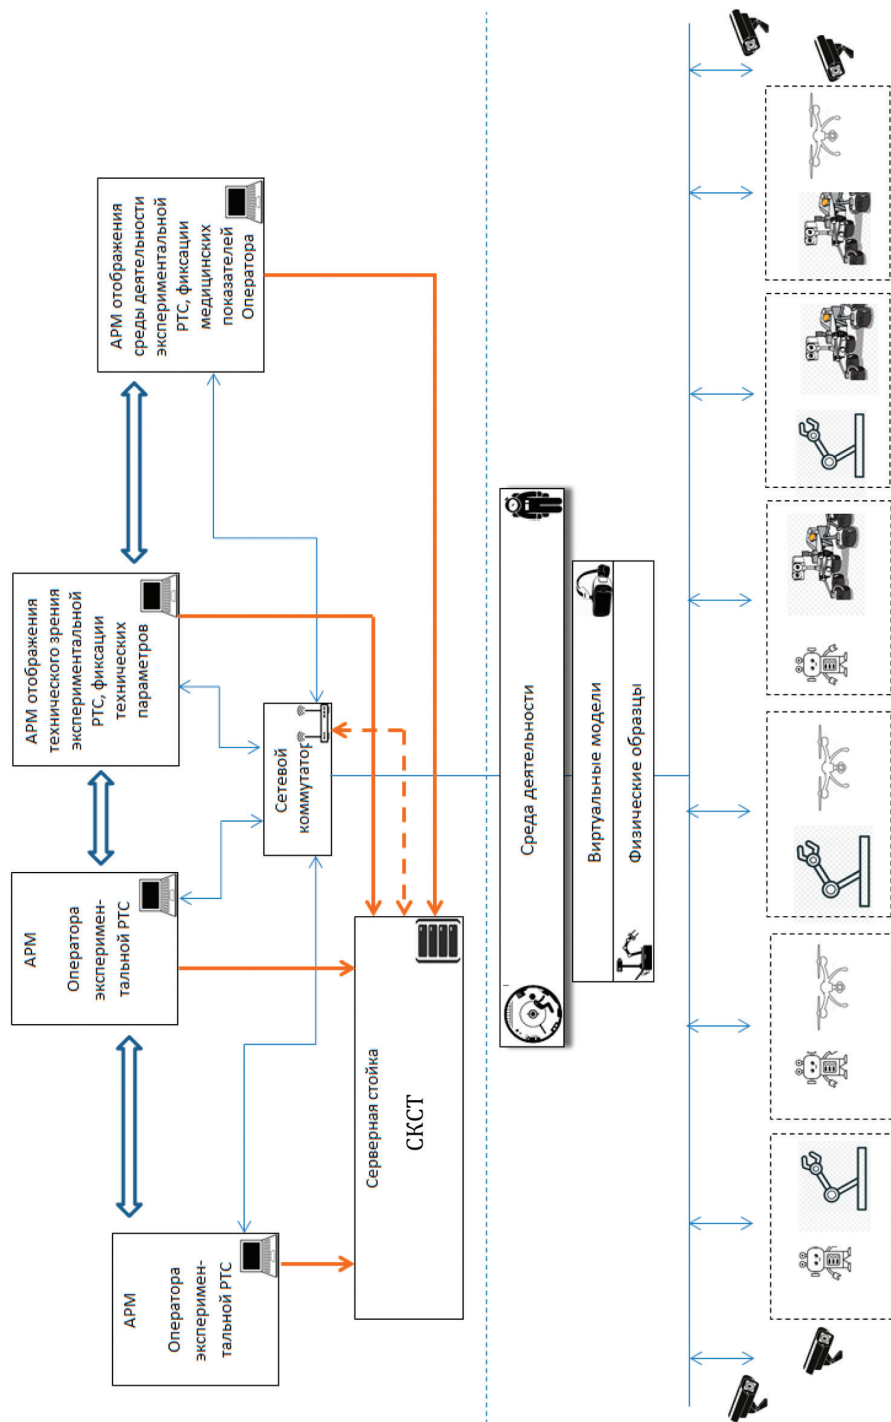 АРМ
Оператора
эксперимен-
тальной РТС
АРМ
Оператора
эксперимен-
тальной РТС
АРМ отображения
технического зрения
экспериментальной
РТС, фиксации
технических
параметров
АРМ отображения
среды деятельности
экспериментальной
РТС, фиксации
медицинских
показателей
Оператора
Сетевой
коммутатор
Серверная стойка
СКСТ
Среда деятельности
Виртуальные модели
Физические образцы